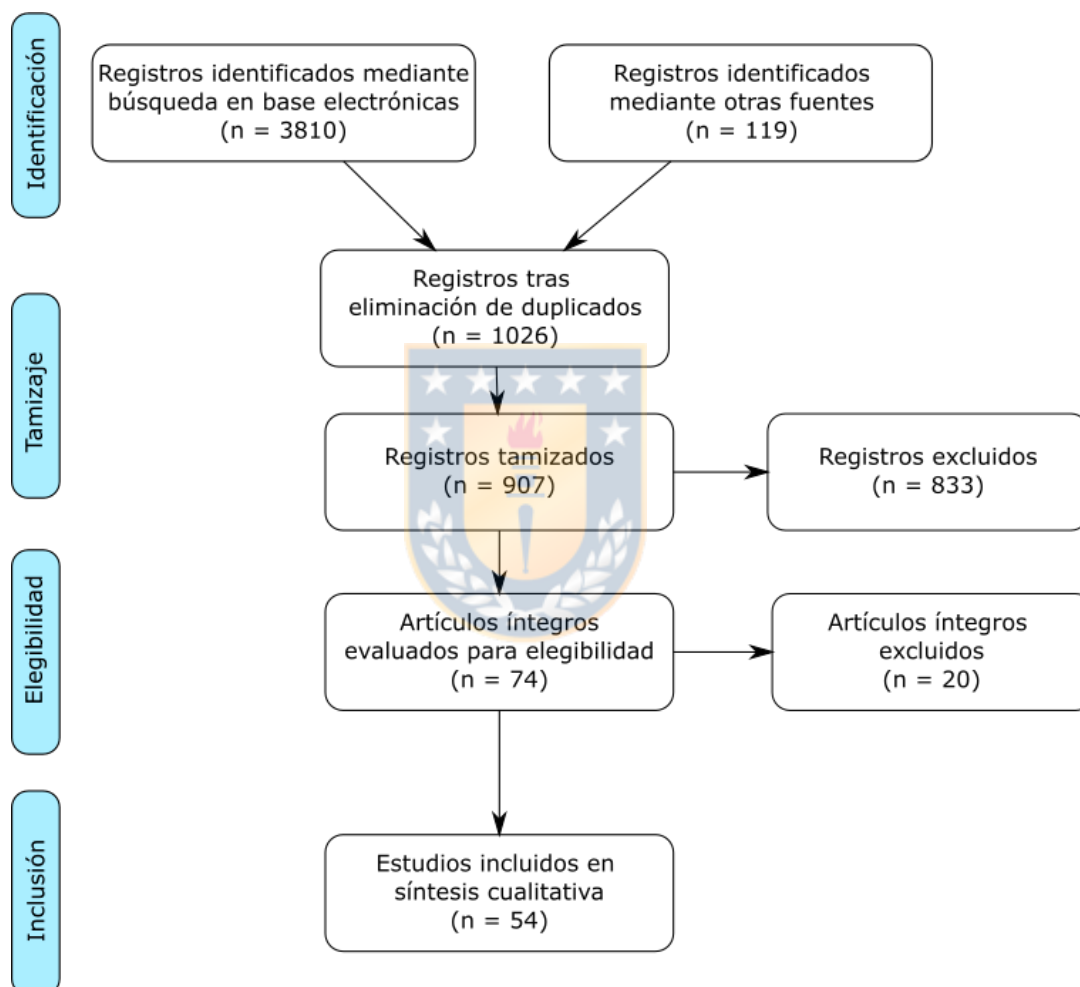 Identificación
Registros identificados mediante
búsqueda en base electrónicas
(n = 3810)
Registros identificados
mediante otras fuentes
(n = 119)
Tamizaje
Registros tras
eliminación de duplicados
(n = 1026)
Registros tamizados
(n = 907)
Registros excluidos
(n = 833)
Elegibilidad
Artículos íntegros
evaluados para elegibilidad
(n = 74)
Artículos íntegros
excluidos
(n = 20)
Inclusión
Estudios incluidos en
síntesis cualitativa
(n = 54)